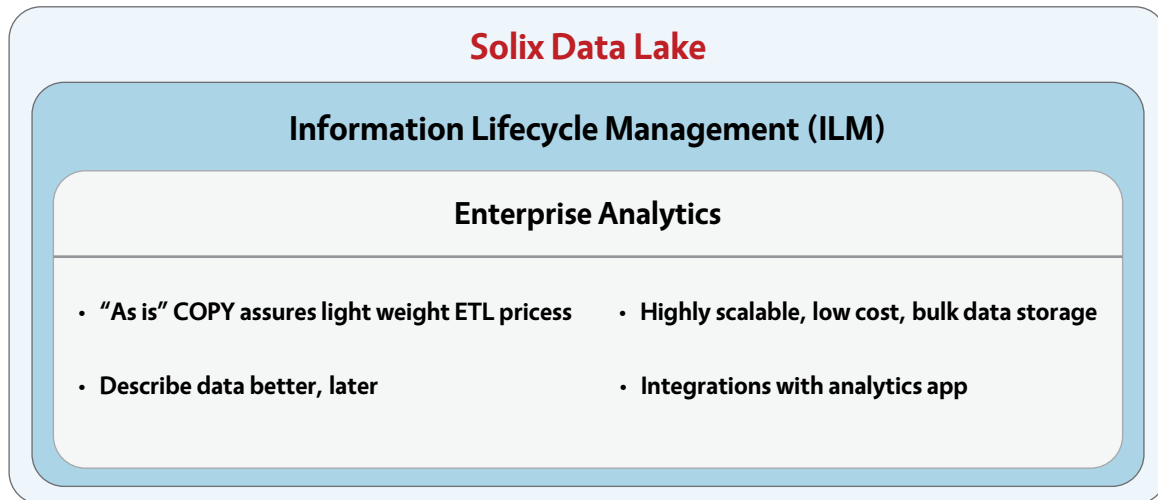 Solix Data Lake
Information Lifecycle Management (ILM)
Enterprise Analytics
• “As is” COPY assures light weight ETL pricess
• Describe data better, later
• Highly scalable, low cost, bulk data storage
• Integrations with analytics app